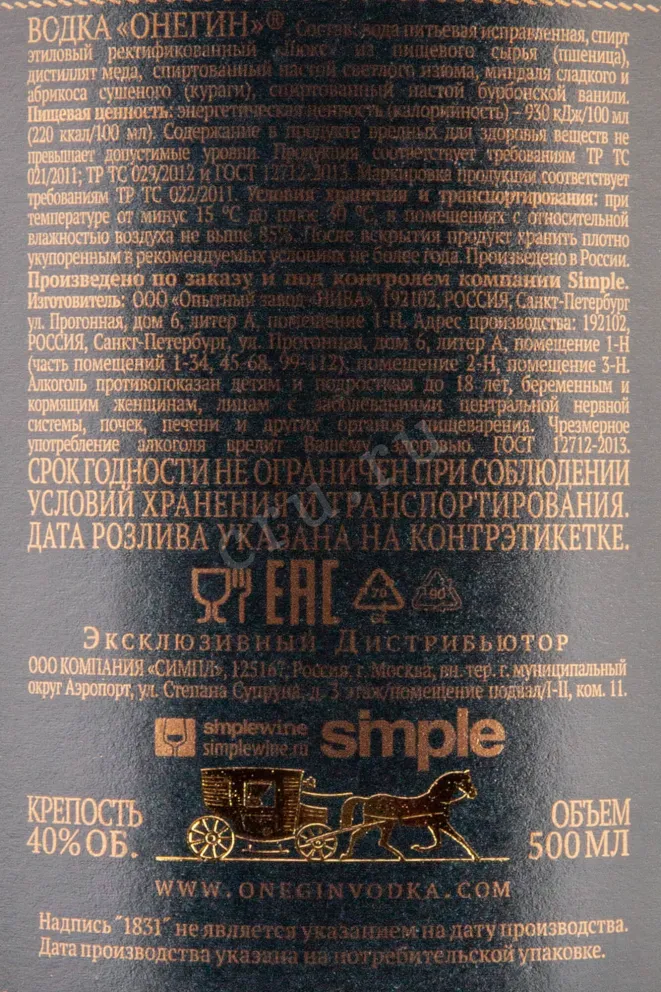 ВОДКА «ОНЕГИН»® Состав: вода питьевая исправленная, спирт
этиловый ректификованный «Люкс» из пищевого сырья (пшеница),
дистиллят меда, спиртованный настой светлого изюма, миндаля сладкого и
абрикоса сушеного (кураги), спиртованный настой бурбонской ванили.
Пищевая ценность: энергетическая ценность (калорийность) – 930 кДж/100 мл
(220 ккал/100 мл). Содержание в продукте вредных для здоровья веществ не
превышает допустимые уровни. Продукция соответствует требованиям ТР ТС
021/2011; ТР ТС 029/2012 и ГОСТ 12712-2013. Маркировка продукции соответствует
требованиям ТР ТС 022/2011. Условия хранения и транспортирования: при
температуре от минус 15 °С до плюс 30 °С, в помещениях с относительной
влажностью воздуха не выше 85%. После вскрытия продукт хранить плотно
укупоренным в рекомендуемых условиях не более года. Произведено в России.
Произведено по заказу и под контролем компании Simple.
Изготовитель: ООО «Опытный завод «НИВА», 192102, РОССИЯ, Санкт-Петербург
ул. Прогонная, дом 6, литер А, помещение 1-Н. Адрес производства: 192102,
РОССИЯ, Санкт-Петербург, ул. Прогонная, дом 6, литер А, помещение 1-Н
(часть помещений 1-34, 45-68, 99-112); помещение 2-Н, помещение 3-Н.
Алкоголь противопоказан детям и подросткам до 18 лет, беременным и
кормящим женщинам, лицам с заболеваниями центральной нервной
системы, почек, печени и других органов пищеварения. Чрезмерное
употребление алкоголя вредит Вашему здоровью. ГОСТ 12712-2013.
СРОК ГОДНОСТИ НЕ ОГРАНИЧЕН ПРИ СОБЛЮДЕНИИ
УСЛОВИЙ ХРАНЕНИЯ И ТРАНСПОРТИРОВАНИЯ.
ДАТА РОЗЛИВА УКАЗАНА НА КОНТРЭТИКЕТКЕ.
cru.ru
EAC 70 GL 90
ЭКСКЛЮЗИВНЫЙ ДИСТРИБЬЮТОР
ООО КОМПАНИЯ «СИМПЛ», 125167, Россия, г. Москва, вн. тер. г. муниципальный
округ Аэропорт, ул. Степана Супруна, д. 3 этаж/помещение подвал/I-II, ком. 11.
simplewine
simplewine.ru
simple
КРЕПОСТЬ
40% ОБ.
ОБЪЕМ
500 МЛ
WWW.ONEGINVODKA.COM
Надпись "1831" не является указанием на дату производства.
Дата производства указана на потребительской упаковке.